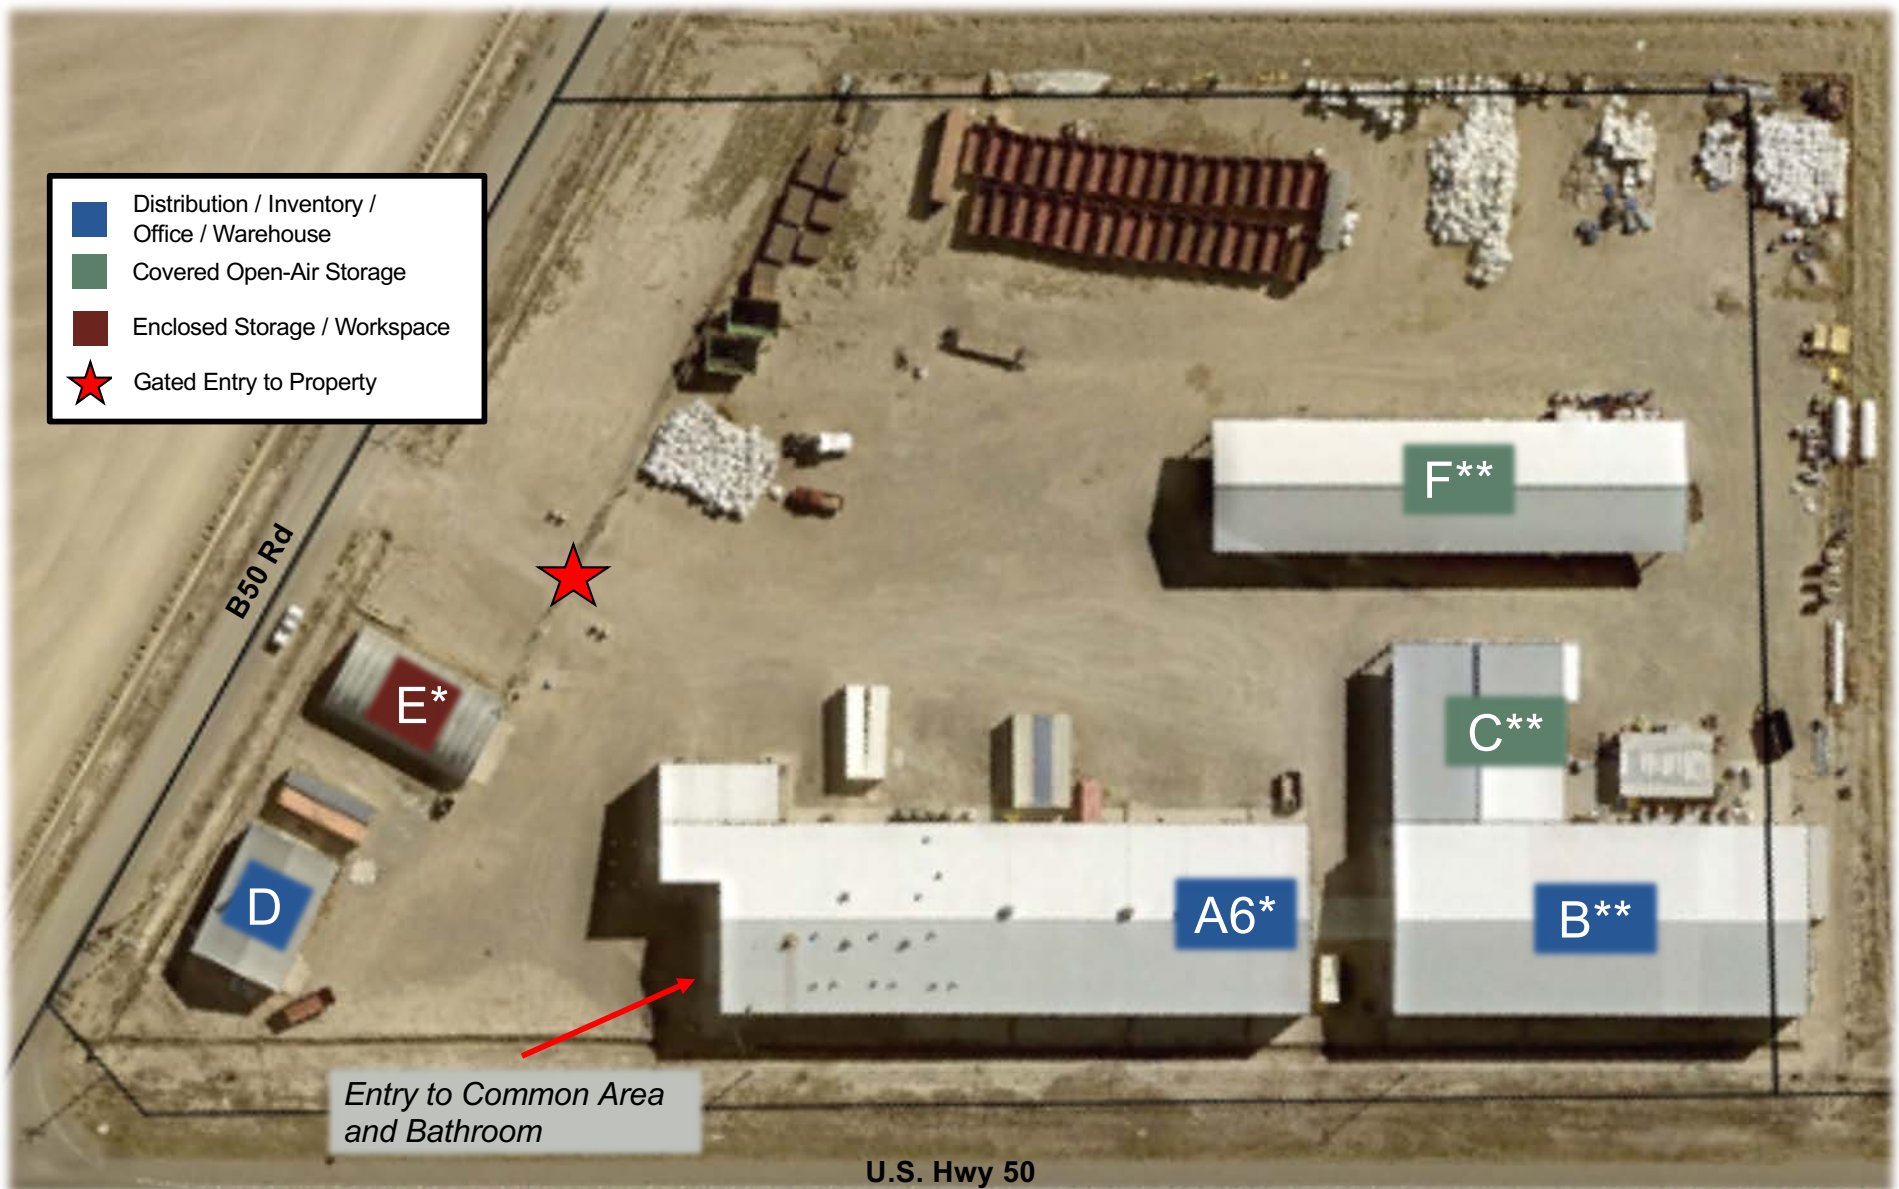 Distribution / Inventory /
Office / Warehouse
Covered Open-Air Storage
Enclosed Storage / Workspace
Gated Entry to Property
F**
B50 Rd
E*
C**
D
A6*
B**
Entry to Common Area
and Bathroom
U.S. Hwy 50